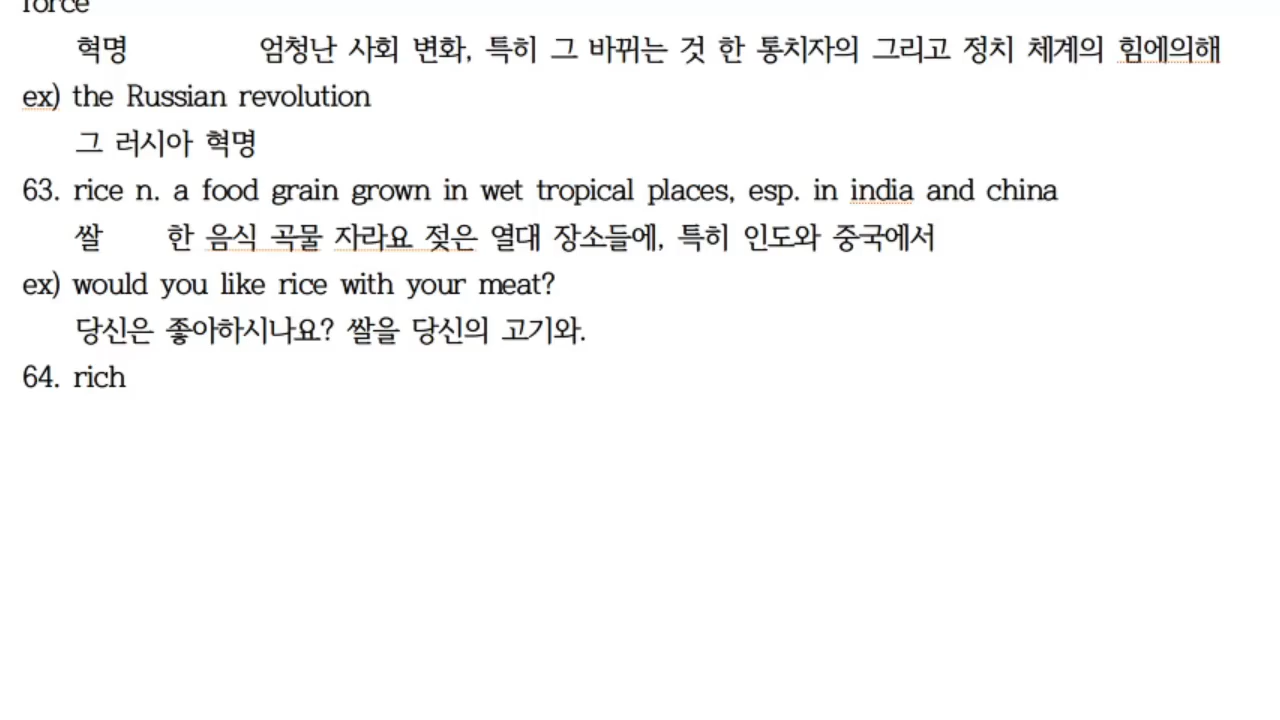 force
혁명 엄청난 사회 변화, 특히 그 바뀌는 것 한 통치자의 그리고 정치 체계의 힘에의해
ex) the Russian revolution
그 러시아 혁명
63. rice n. a food grain grown in wet tropical places, esp. in india and china
쌀 한 음식 곡물 자라요 젖은 열대 장소들에, 특히 인도와 중국에서
ex) would you like rice with your meat?
당신은 좋아하시나요? 쌀을 당신의 고기와.
64. rich